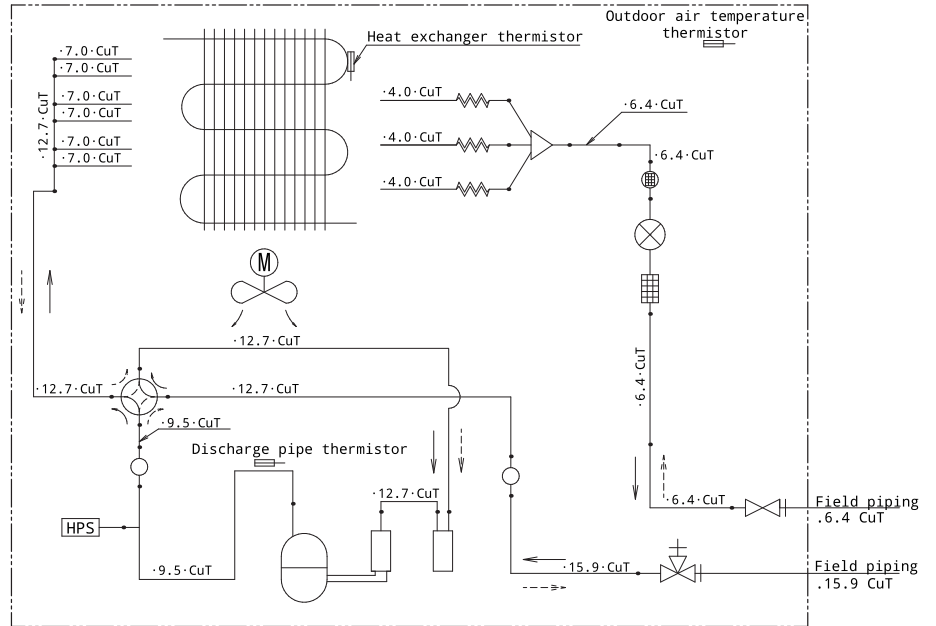 Outdoor air temperature
thermistor
Heat exchanger thermistor
·7.0·CuT
·7.0·CuT
·7.0·CuT
·7.0·CuT
·7.0·CuT
·7.0·CuT
·12.7·CuT
·4.0·CuT
·4.0·CuT
·4.0·CuT
·6.4·CuT
·6.4·CuT
M
·12.7·CuT
·6.4·CuT
·12.7·CuT
·12.7·CuT
·9.5·CuT
Discharge pipe thermistor
·12.7·CuT
·6.4·CuT
Field piping
.6.4 CuT
HPS
·9.5·CuT
·15.9·CuT
Field piping
.15.9 CuT